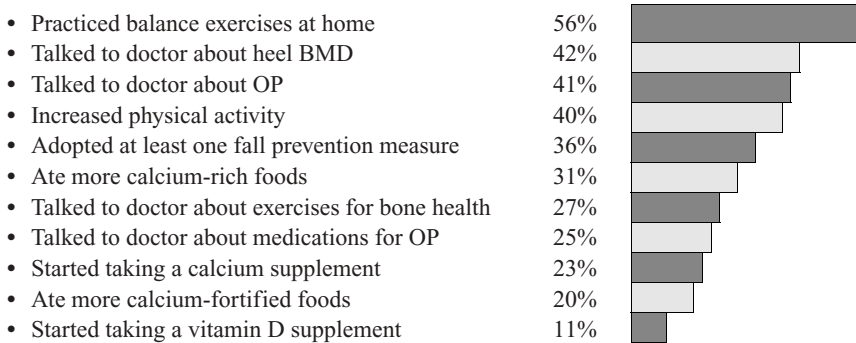 • Practiced balance exercises at home 56%
• Talked to doctor about heel BMD 42%
• Talked to doctor about OP 41%
• Increased physical activity 40%
• Adopted at least one fall prevention measure 36%
• Ate more calcium-rich foods 31%
• Talked to doctor about exercises for bone health 27%
• Talked to doctor about medications for OP 25%
• Started taking a calcium supplement 23%
• Ate more calcium-fortified foods 20%
• Started taking a vitamin D supplement 11%